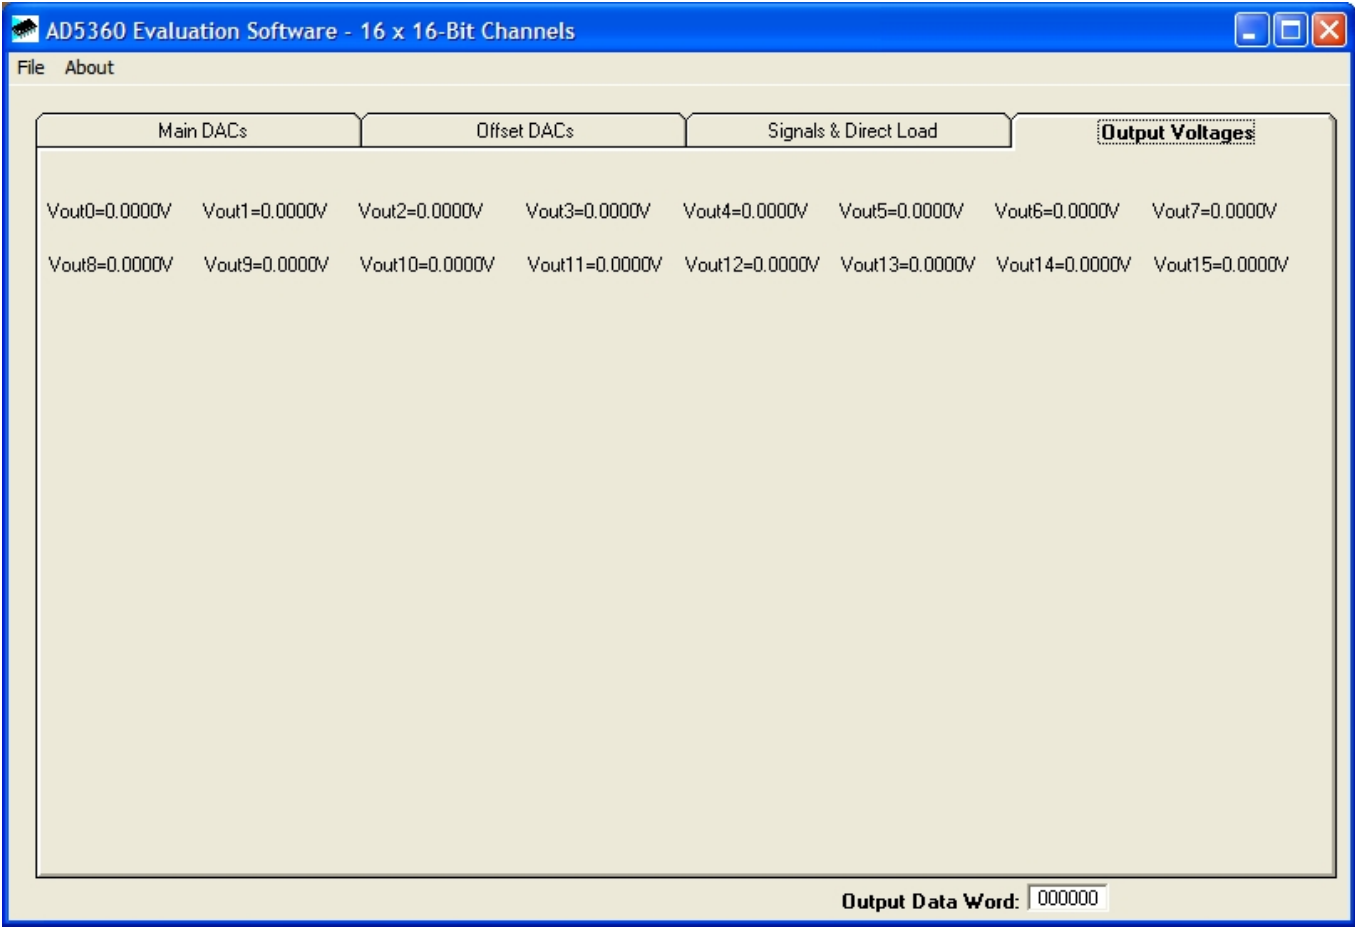 AD5360 Evaluation Software - 16 x 16-Bit Channels
File About
Main DACs Offset DACs Signals & Direct Load Output Voltages
Vout0=0.0000V Vout1=0.0000V Vout2=0.0000V Vout3=0.0000V Vout4=0.0000V Vout5=0.0000V Vout6=0.0000V Vout7=0.0000V
Vout8=0.0000V Vout9=0.0000V Vout10=0.0000V Vout11=0.0000V Vout12=0.0000V Vout13=0.0000V Vout14=0.0000V Vout15=0.0000V
Output Data Word: 000000